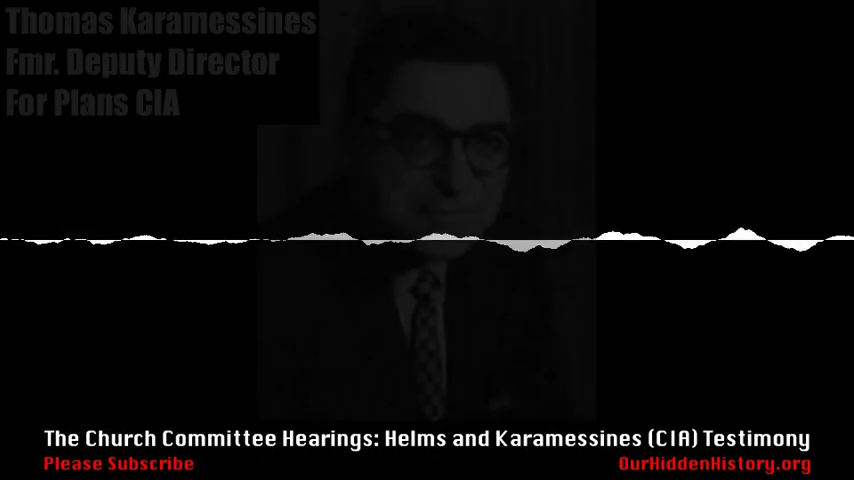 Thomas Karamessines
Fmr. Deputy Director
For Plans CIA
The Church Committee Hearings: Helms and Karamessines (CIA) Testimony
Please Subscribe
OurHiddenHistory.org